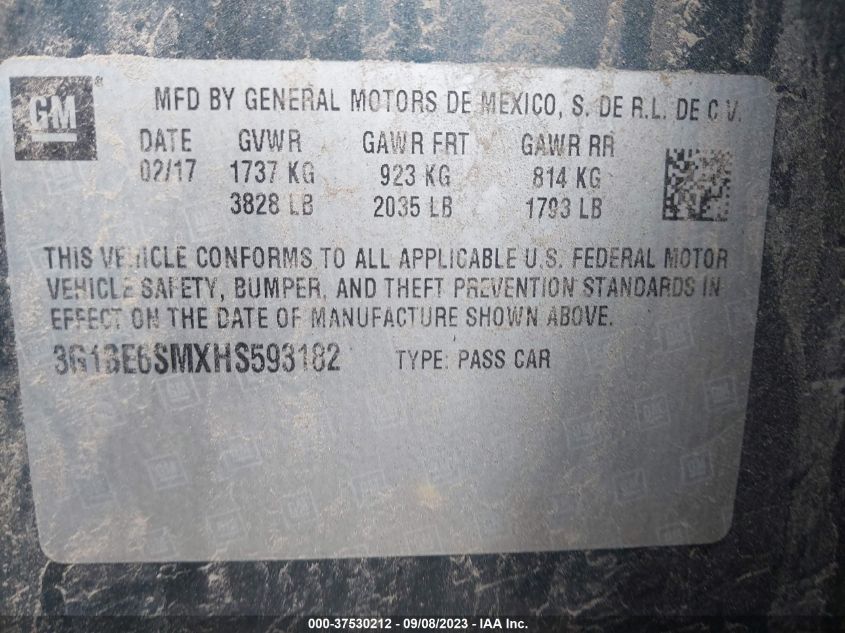 GM®
MFD BY GENERAL MOTORS DE MEXICO, S. DE R.L. DE C.V.
DATE GVWR GAWR FRT GAWR RR
02/17 1737 KG 923 KG 814 KG
3828 LB 2035 LB 1793 LB
THIS VEHICLE CONFORMS TO ALL APPLICABLE U.S. FEDERAL MOTOR
VEHICLE SAFETY, BUMPER, AND THEFT PREVENTION STANDARDS IN
EFFECT ON THE DATE OF MANUFACTURE SHOWN ABOVE.
3G1BE6SMXHS593182 TYPE: PASS CAR
000-37530212 - 09/08/2023 - IAA Inc.